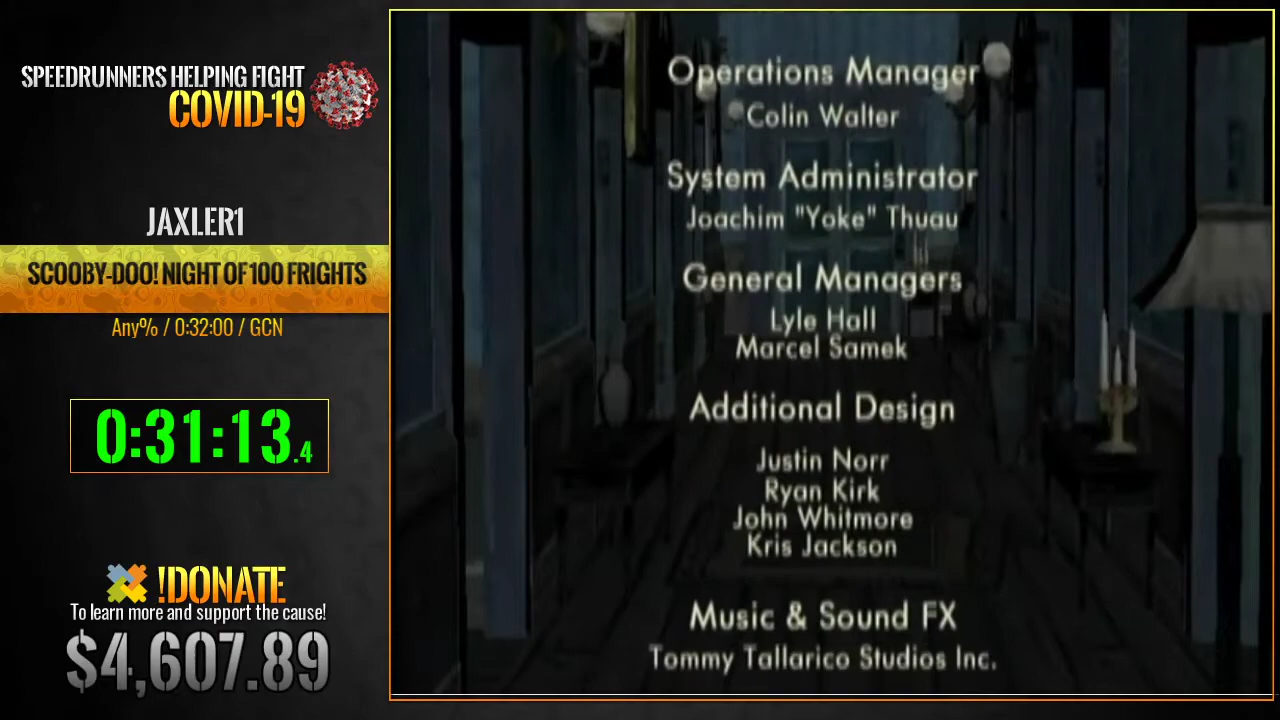 SPEEDRUNNERS HELPING FIGHT
COVID-19
JAXLER1
SCOOBY-DOO! NIGHT OF 100 FRIGHTS
Any% / 0:32:00 / GCN
0:31:13.4
!DONATE
To learn more and support the cause!
$4,607.89
Operations Manager
Colin Walter
System Administrator
Joachim "Yoke" Thuau
General Managers
Lyle Hall
Marcel Samek
Additional Design
Justin Norr
Ryan Kirk
John Whitmore
Kris Jackson
Music & Sound FX
Tommy Tallarico Studios Inc.